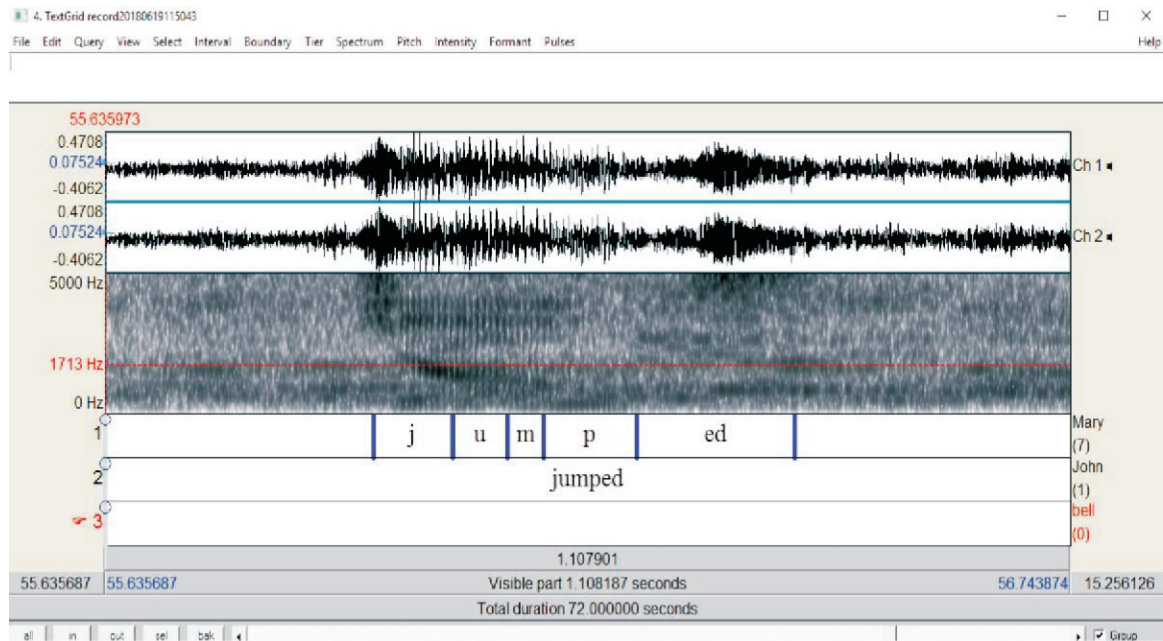 4. TextGrid record20180619115043
File Edit Query View Select Interval Boundary Tier Spectrum Pitch Intensity Formant Pulses Help
55.635973
0.4708
0.07524
-0.4062
Ch 1
0.4708
0.07524
-0.4062
Ch 2
5000 Hz
1713 Hz
0 Hz
1 j u m p ed Mary (7)
2 jumped John (1)
3 bell (0)
1.107901
55.635687 55.635687 Visible part 1.108187 seconds 56.743874 15.256126
Total duration 72.000000 seconds
all in out sel bak Group